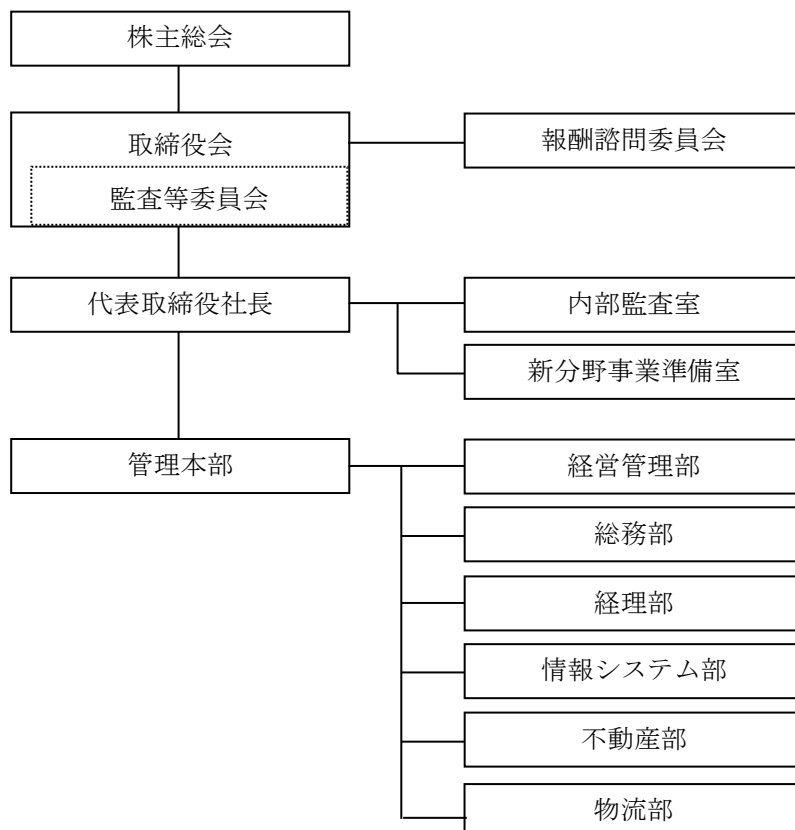 株主総会
取締役会
報酬諮問委員会
監査等委員会
代表取締役社長
内部監査室
新分野事業準備室
管理本部
経営管理部
総務部
経理部
情報システム部
不動産部
物流部